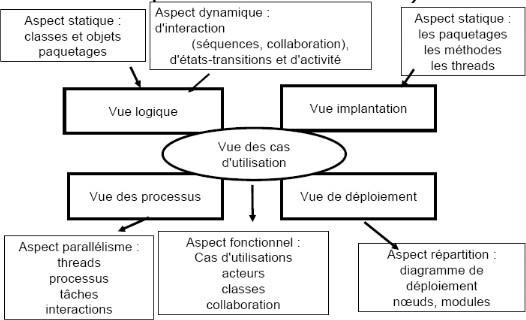 Aspect statique :
classes et objets
paquetages
Aspect dynamique :
d'interaction
(séquences, collaboration),
d'états-transitions et d'activité
Aspect statique :
les paquetages
les méthodes
les threads
Vue logique
Vue implantation
Vue des cas
d'utilisation
Vue des processus
Vue de déploiement
Aspect parallélisme :
threads
processus
tâches
interactions
Aspect fonctionnel :
Cas d'utilisations
acteurs
classes
collaboration
Aspect répartition :
diagramme de
déploiement
nœuds, modules